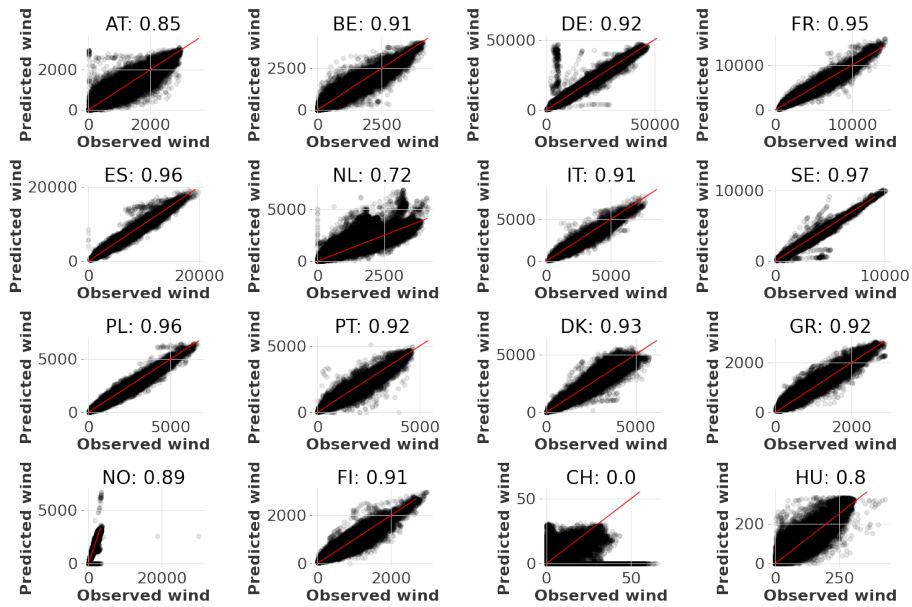 AT: 0.85
BE: 0.91
DE: 0.92
FR: 0.95
Predicted wind
2000
0
0
2000
Observed wind
Predicted wind
2500
0
0
2500
Observed wind
Predicted wind
50000
0
0
50000
Observed wind
Predicted wind
10000
0
0
10000
Observed wind
ES: 0.96
NL: 0.72
IT: 0.91
SE: 0.97
Predicted wind
20000
0
0
20000
Observed wind
Predicted wind
5000
0
0
2500
Observed wind
Predicted wind
5000
0
0
5000
Observed wind
Predicted wind
10000
0
0
10000
Observed wind
PL: 0.96
PT: 0.92
DK: 0.93
GR: 0.92
Predicted wind
5000
0
0
5000
Observed wind
Predicted wind
5000
0
0
5000
Observed wind
Predicted wind
5000
0
0
5000
Observed wind
Predicted wind
2000
0
0
2000
Observed wind
NO: 0.89
FI: 0.91
CH: 0.0
HU: 0.8
Predicted wind
5000
0
0
20000
Observed wind
Predicted wind
2000
0
0
2000
Observed wind
Predicted wind
50
0
0
50
Observed wind
Predicted wind
200
0
0
250
Observed wind